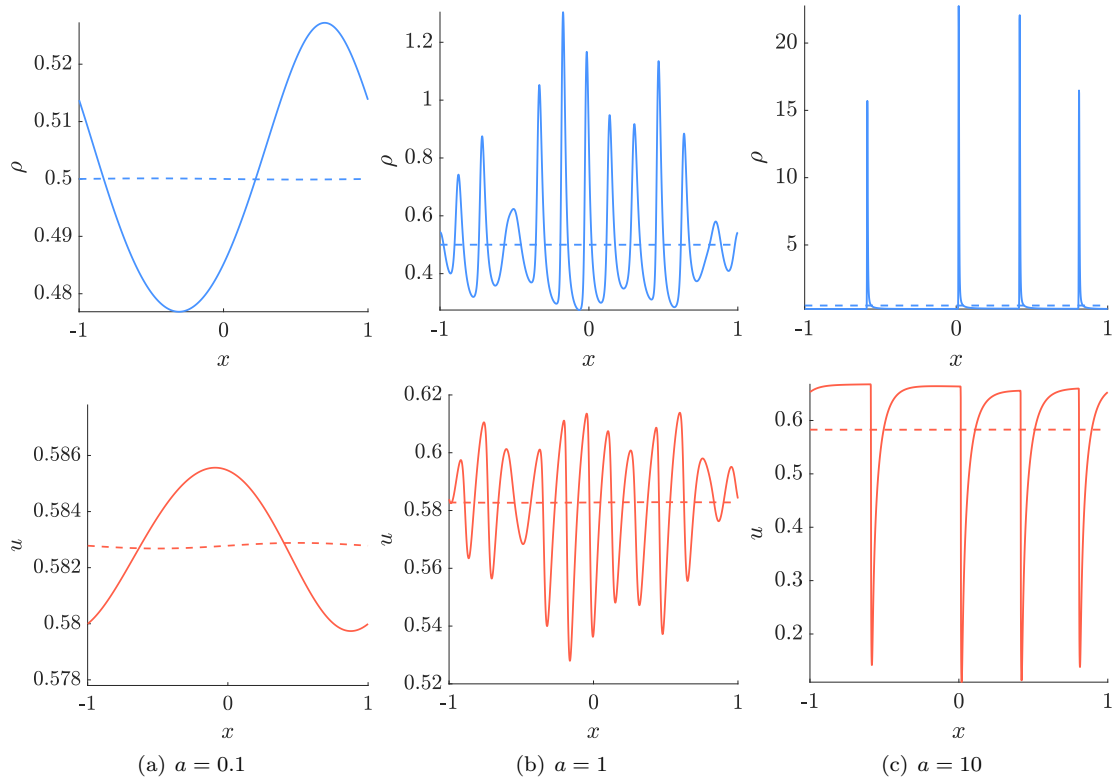 0.52
0.51
0.5
0.49
0.48
ρ
-1 0 1
x
1.2
1
0.8
0.6
0.4
ρ
-1 0 1
x
20
15
10
5
ρ
-1 0 1
x
0.586
0.584
0.582
0.58
0.578
u
-1 0 1
x
0.62
0.6
0.58
0.56
0.54
0.52
u
-1 0 1
x
0.6
0.5
0.4
0.3
0.2
u
-1 0 1
x
(a) a = 0.1
(b) a = 1
(c) a = 10